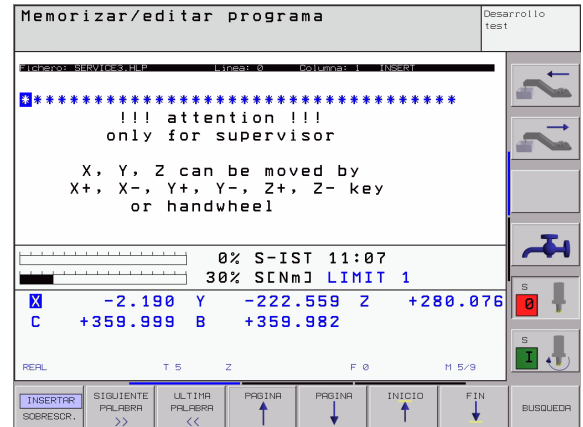 Memorizar/editar programa
Desarrollo
test
Fichero: SERVICE3.HLP Linea: 0 Columna: 1 INSERT
************************************
!!! attention !!!
only for supervisor
X, Y, Z can be moved by
X+, X-, Y+, Y-, Z+, Z- key
or handwheel
0% S-IST 11:07
30% S[Nm] LIMIT 1
X -2.190 Y -222.559 Z +280.076
C +359.999 B +359.982
REAL T 5 Z F 0 M 5/9
S
0
S
I
INSERTAR
SOBRESCR.
SIGUIENTE
PALABRA
>>
ULTIMA
PALABRA
<<
PAGINA
PAGINA
INICIO
FIN
BUSQUEDA